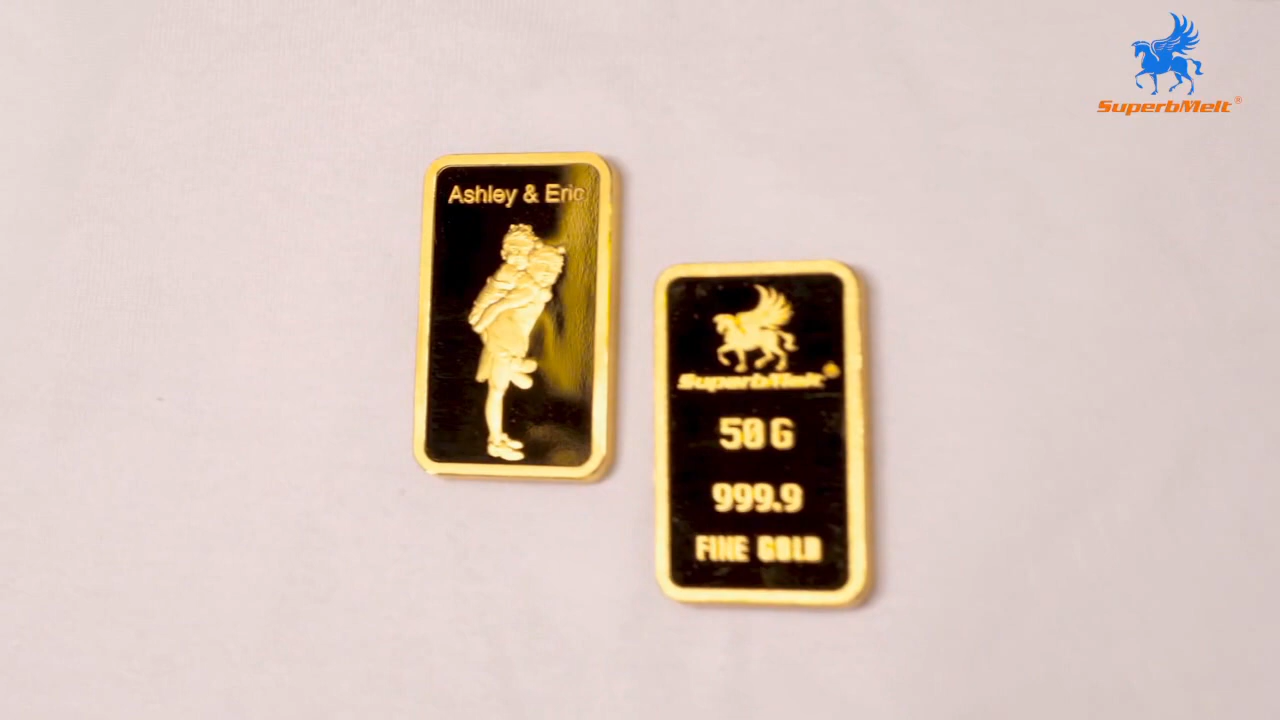 SuperbMelt®
Ashley & Eric
SuperbMelt®
50 G
999.9
FINE GOLD